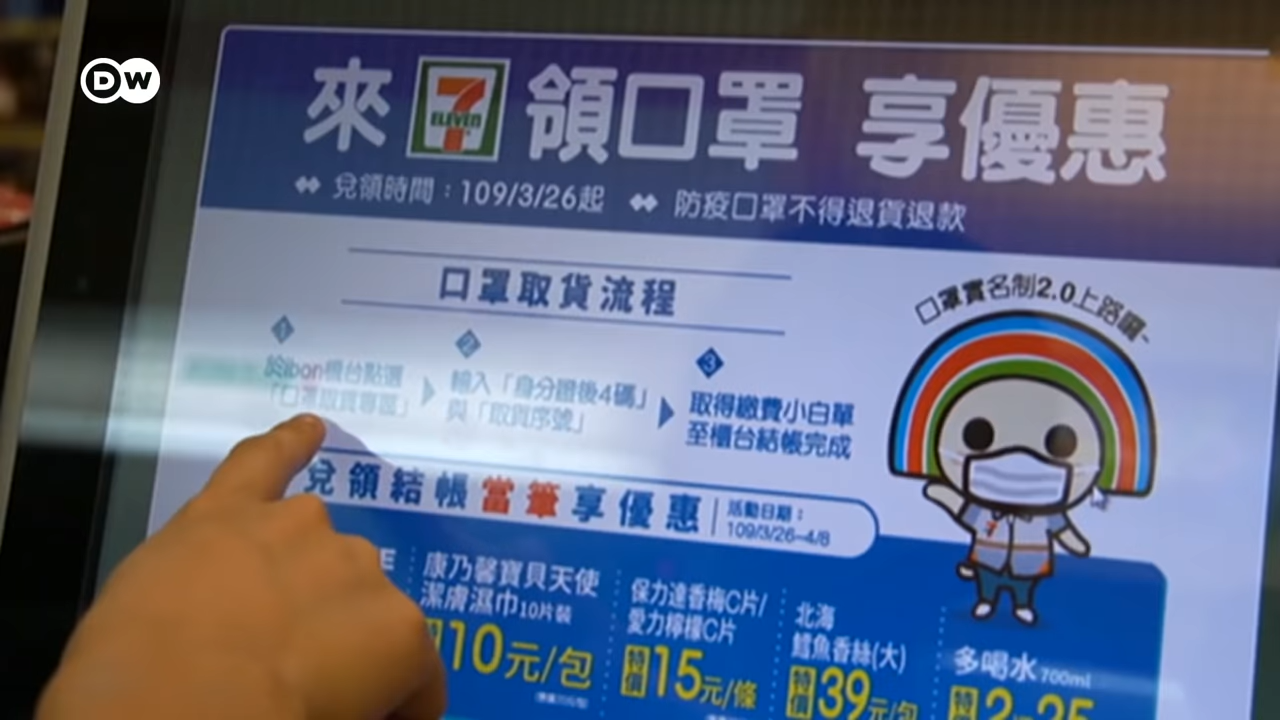 DW
來 7-ELEVEN 領口罩 享優惠
兌領時間：109/3/26起 防疫口罩不得退貨退款
口罩實名制2.0上路囉~
口罩取貨流程
1
於ibon機台點選
「口罩取貨專區」
2
輸入「身分證後4碼」
與「取貨序號」
3
取得繳費小白單
至櫃台結帳完成
兌領結帳當筆享優惠
活動日期：
109/3/26-4/8
康乃馨寶貝天使
潔膚濕巾10片裝
10元/包
保力達香梅C片/
愛力檸檬C片
特價15元/條
北海
鱈魚香絲(大)
特價39元/包
多喝水700ml
特價